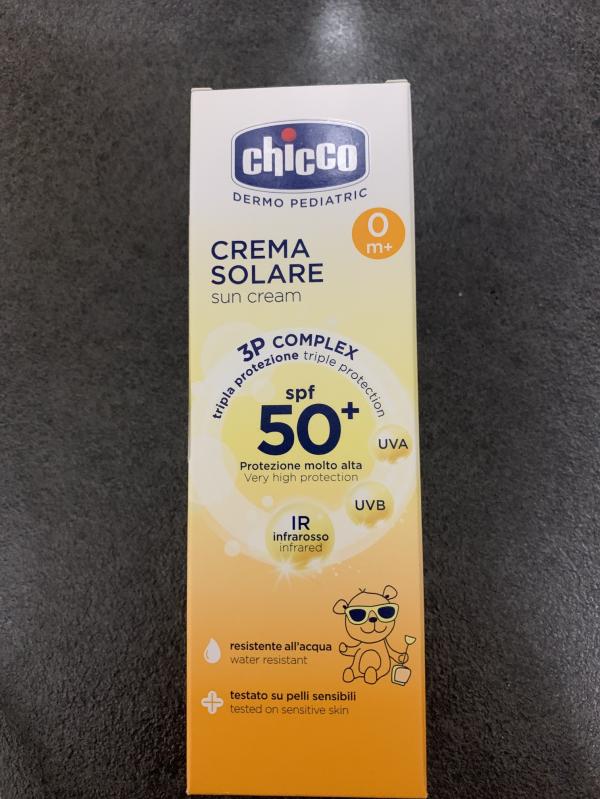 chicco
DERMO PEDIATRIC
0
m+
CREMA
SOLARE
sun cream
3P COMPLEX
tripla protezione triple protection
spf
50+
Protezione molto alta
Very high protection
UVA
UVB
IR
infrarosso
infrared
resistente all'acqua
water resistant
testato su pelli sensibili
tested on sensitive skin